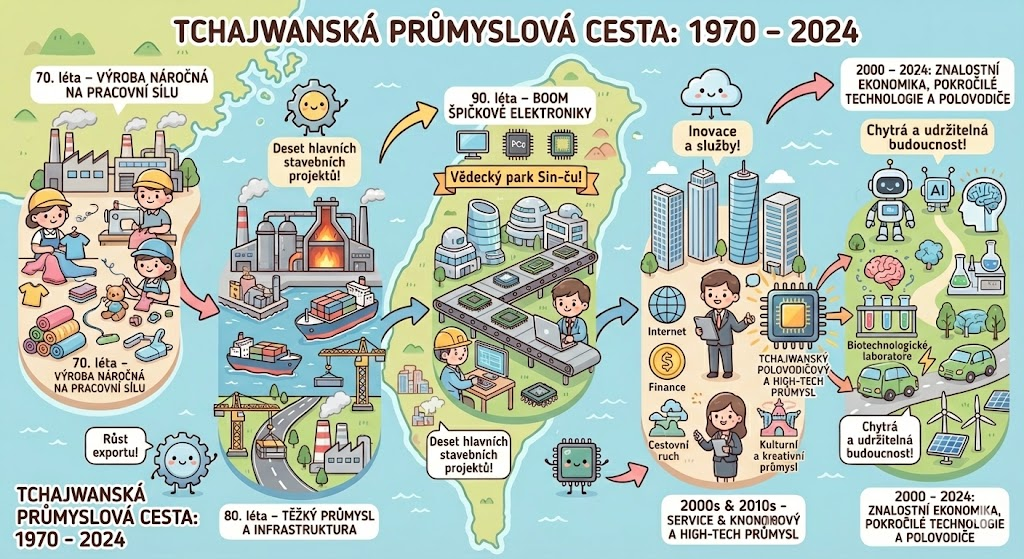 TCHAJWANSKÁ PRŮMYSLOVÁ CESTA: 1970 – 2024
70. léta – VÝROBA NÁROČNÁ
NA PRACOVNÍ SÍLU
70. léta –
VÝROBA NÁROČNÁ
NA PRACOVNÍ SÍLU
Růst
exportu!
TCHAJWANSKÁ
PRŮMYSLOVÁ CESTA:
1970 – 2024
Deset hlavních
stavebních
projektů!
80. léta – TĚŽKÝ PRŮMYSL
A INFRASTRUKTURA
90. léta – BOOM
ŠPIČKOVÉ ELEKTRONIKY
Vědecký park Sin-ču!
Deset hlavních
stavebních
projektů!
Inovace
a služby!
Internet
Finance
Cestovní
ruch
TCHAJWANSKÝ
POLOVODIČOVÝ
A HIGH-TECH
PRŮMYSL
Kulturní
a kreativní
průmysl
2000s & 2010s -
SERVICE &
A HIGH-TECH PRŮMYSL
2000 – 2024: ZNALOSTNÍ
EKONOMIKA, POKROČILÉ
TECHNOLOGIE A POLOVODIČE
Chytrá a udržitelná
budoucnost!
AI
Biotechnologické
laboratore
Chytrá
a udržitelná
budoucnost!
2000 – 2024:
ZNALOSTNÍ EKONOMIKA,
POKROČILÉ TECHNOLOGIE
A POLOVODIČE